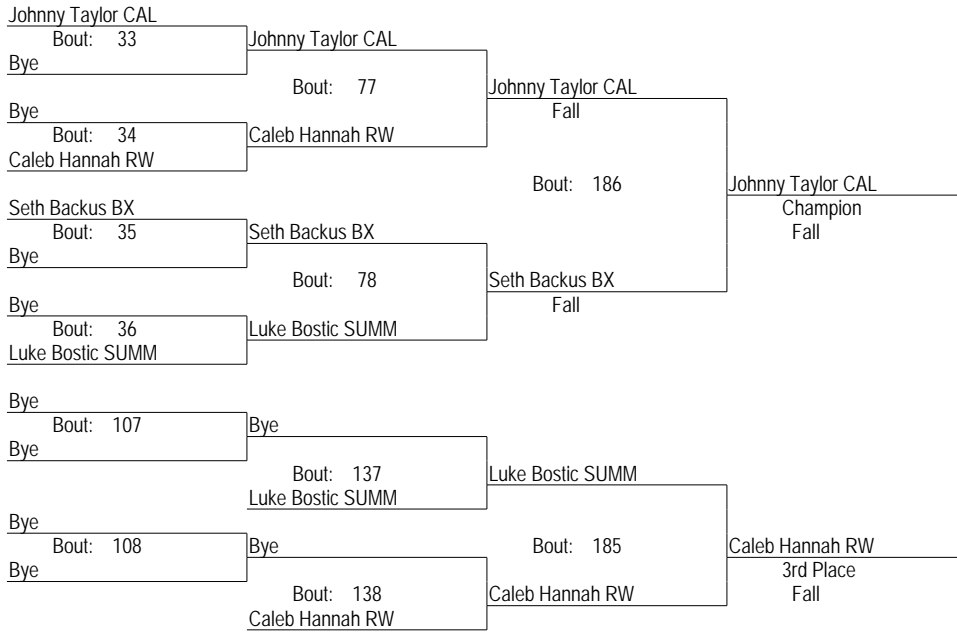 Johnny Taylor CAL
Bout: 33
Johnny Taylor CAL
Bye
Bout: 77
Johnny Taylor CAL
Bye
Fall
Bout: 34
Caleb Hannah RW
Caleb Hannah RW
Bout: 186
Johnny Taylor CAL
Seth Backus BX
Champion
Bout: 35
Seth Backus BX
Fall
Bye
Bout: 78
Seth Backus BX
Bye
Fall
Bout: 36
Luke Bostic SUMM
Luke Bostic SUMM
Bye
Bout: 107
Bye
Bye
Bout: 137
Luke Bostic SUMM
Luke Bostic SUMM
Bye
Bout: 108
Bye
Bout: 185
Caleb Hannah RW
Bye
3rd Place
Bout: 138
Caleb Hannah RW
Fall
Caleb Hannah RW